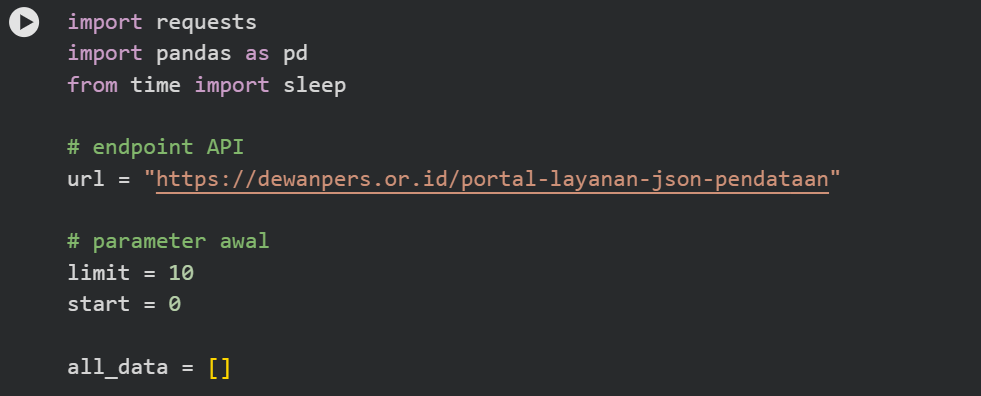 import requests
import pandas as pd
from time import sleep
# endpoint API
url = "https://dewanpers.or.id/portal-layanan-json-pendataan"
# parameter awal
limit = 10
start = 0
all_data = []